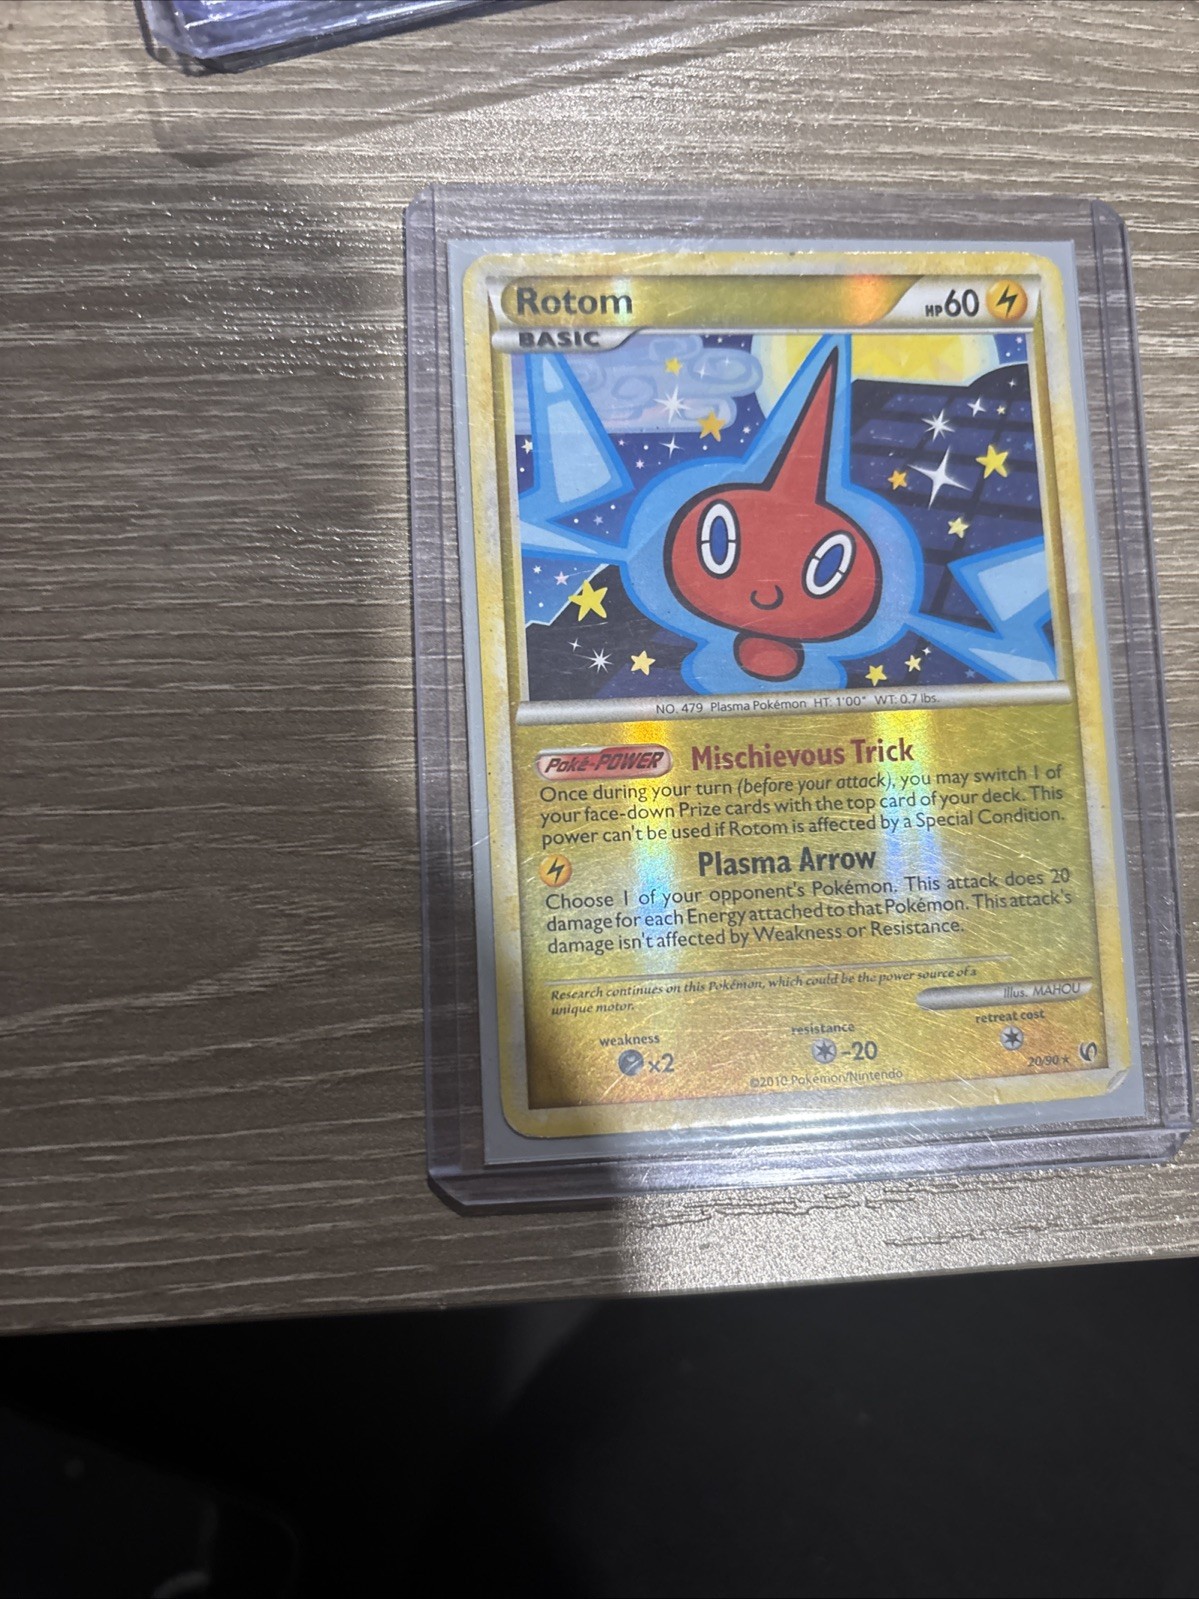 Rotom HP60
BASIC
NO. 479 Plasma Pokémon HT: 1'00" WT: 0.7 lbs.
Poké-POWER Mischievous Trick
Once during your turn (before your attack), you may switch 1 of
your face-down Prize cards with the top card of your deck. This
power can't be used if Rotom is affected by a Special Condition.
Plasma Arrow
Choose 1 of your opponent's Pokémon. This attack does 20
damage for each Energy attached to that Pokémon. This attack's
damage isn't affected by Weakness or Resistance.
Research continues on this Pokémon, which could be the power source of a
unique motor.
Illus. MAHOU
weakness resistance retreat cost
x2 -20
20/90 ★
©2010 Pokémon/Nintendo